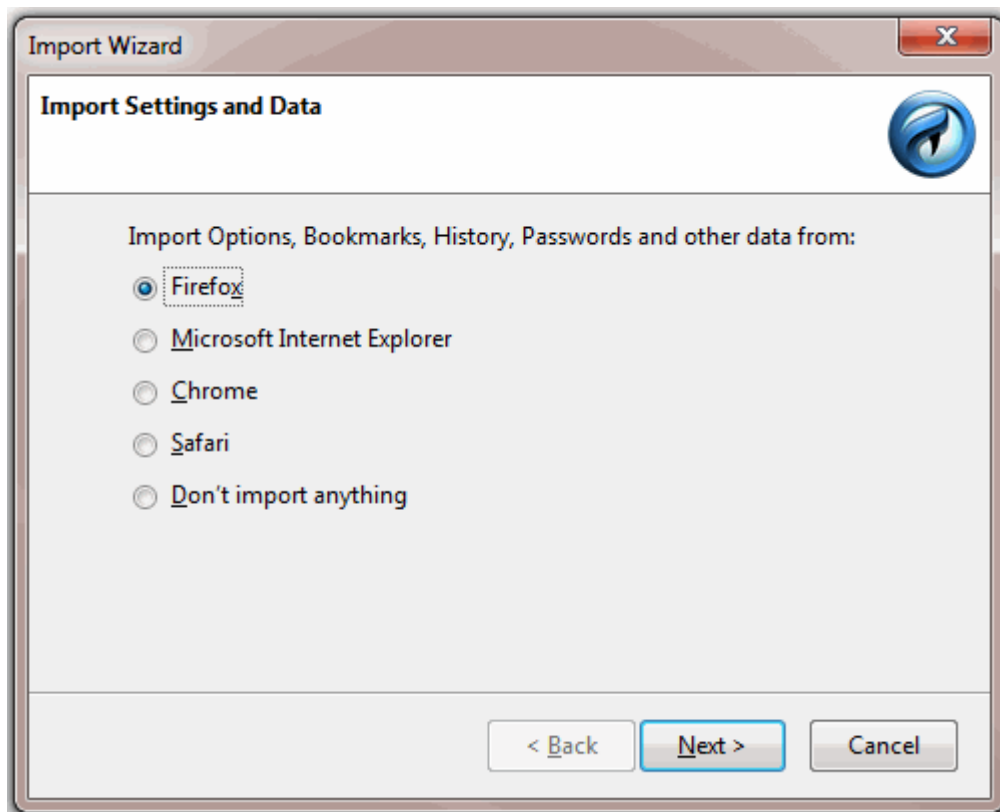 Import Wizard
Import Settings and Data
Import Options, Bookmarks, History, Passwords and other data from:
Firefox
Microsoft Internet Explorer
Chrome
Safari
Don't import anything
< Back Next > Cancel